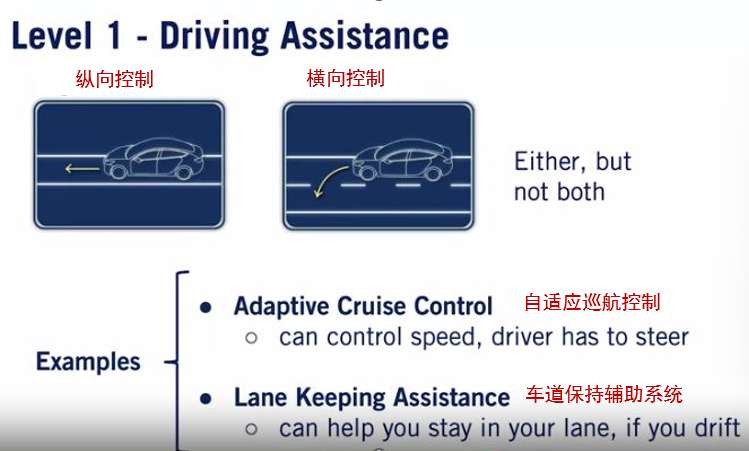 Level 1 - Driving Assistance
纵向控制
横向控制
Either, but
not both
自适应巡航控制
• Adaptive Cruise Control
○ can control speed, driver has to steer
Examples
• Lane Keeping Assistance
车道保持辅助系统
○ can help you stay in your lane, if you drift